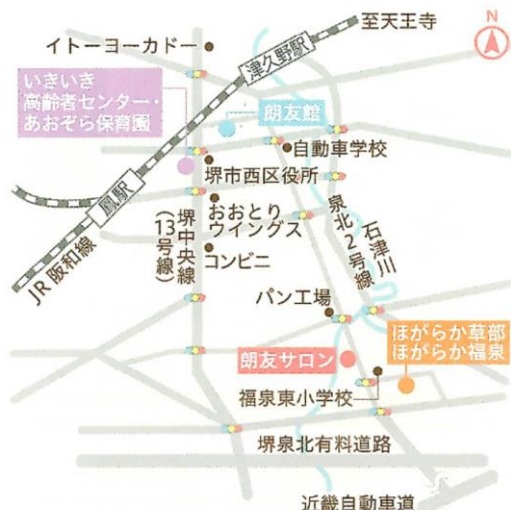 至天王寺
N
イトーヨーカドー
津久野駅
いきいき
高齢者センター・
あおぞら保育園
朗友館
自動車学校
堺市西区役所
鳳駅
おおとり
ウイングス
堺中央線
(13号線)
JR阪和線
コンビニ
泉北2号線
石津川
パン工場
ほがらか草部
ほがらか福泉
朗友サロン
福泉東小学校
堺泉北有料道路
近畿自動車道